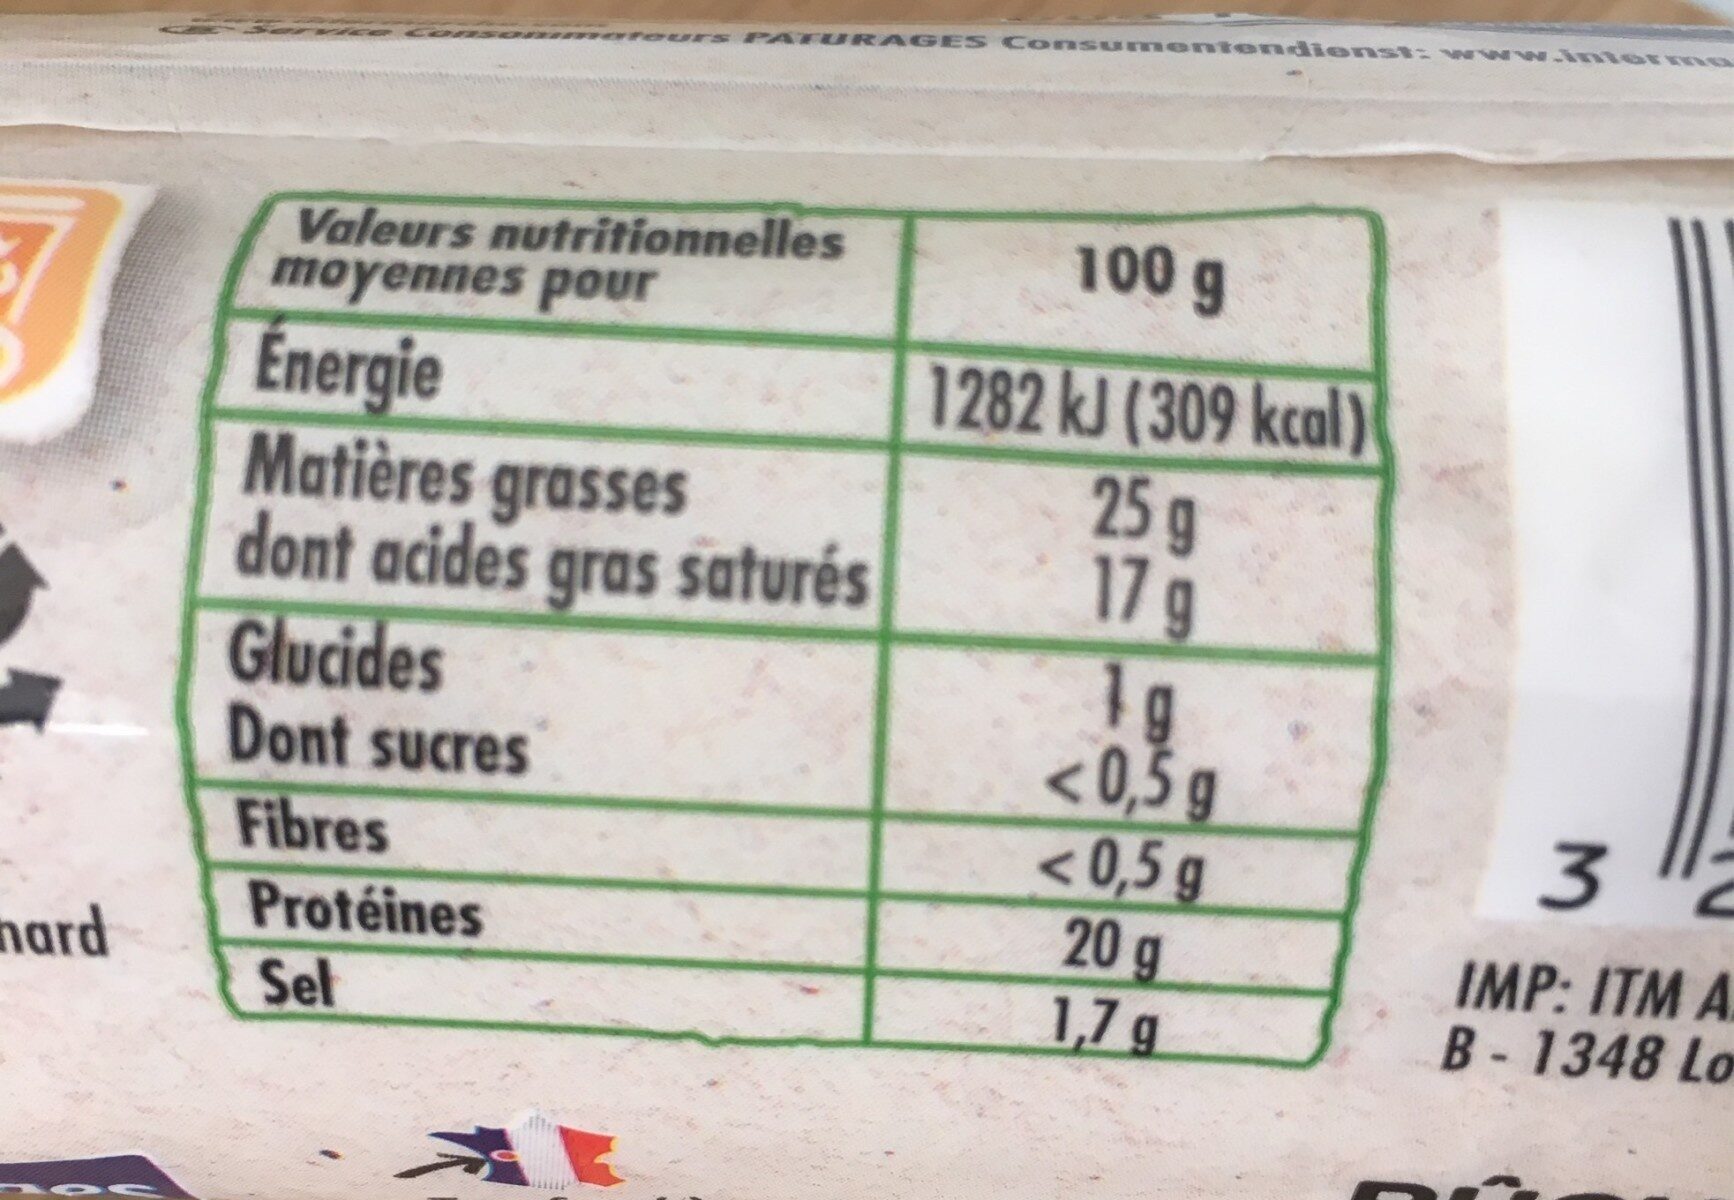 Service Consommateurs PATURAGES Consumentendienst: www.interma
Valeurs nutritionnelles
moyennes pour
100 g
Énergie 1282 kJ (309 kcal)
Matières grasses 25 g
dont acides gras saturés 17 g
Glucides 1 g
Dont sucres < 0,5 g
Fibres < 0,5 g
Protéines 20 g
Sel 1,7 g
hard
3 2
IMP: ITM A
B - 1348 Lo